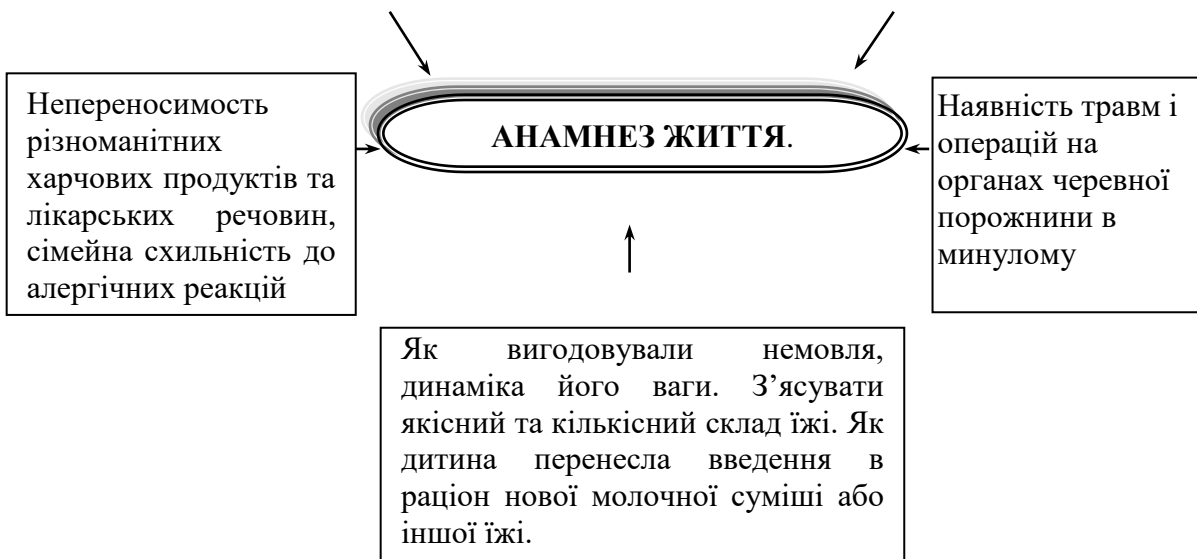 АНАМНЕЗ ЖИТТЯ.
Непереносимость
різноманітних
харчових продуктів та
лікарських речовин,
сімейна схильність до
алергічних реакцій
Наявність травм і
операцій на
органах черевної
порожнини в
минулому
Як вигодовували немовля,
динаміка його ваги. З’ясувати
якісний та кількісний склад їжі. Як
дитина перенесла введення в
раціон нової молочної суміші або
іншої їжі.